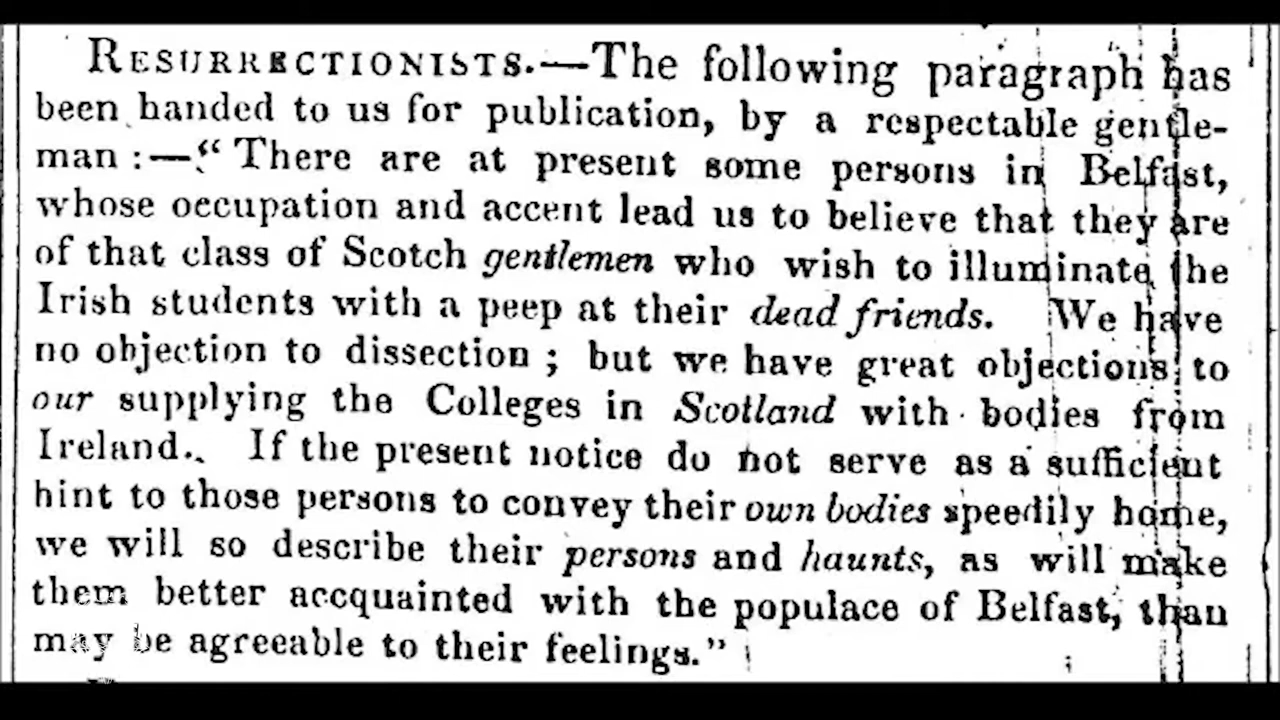 RESURRECTIONISTS.—The following paragraph has
been handed to us for publication, by a respectable gentle-
man :—“ There are at present some persons in Belfast,
whose occupation and accent lead us to believe that they are
of that class of Scotch gentlemen who wish to illuminate the
Irish students with a peep at their dead friends. We have
no objection to dissection ; but we have great objections to
our supplying the Colleges in Scotland with bodies from
Ireland. If the present notice do not serve as a sufficient
hint to those persons to convey their own bodies speedily home,
we will so describe their persons and haunts, as will make
them better accquainted with the populace of Belfast, than
may be agreeable to their feelings.”